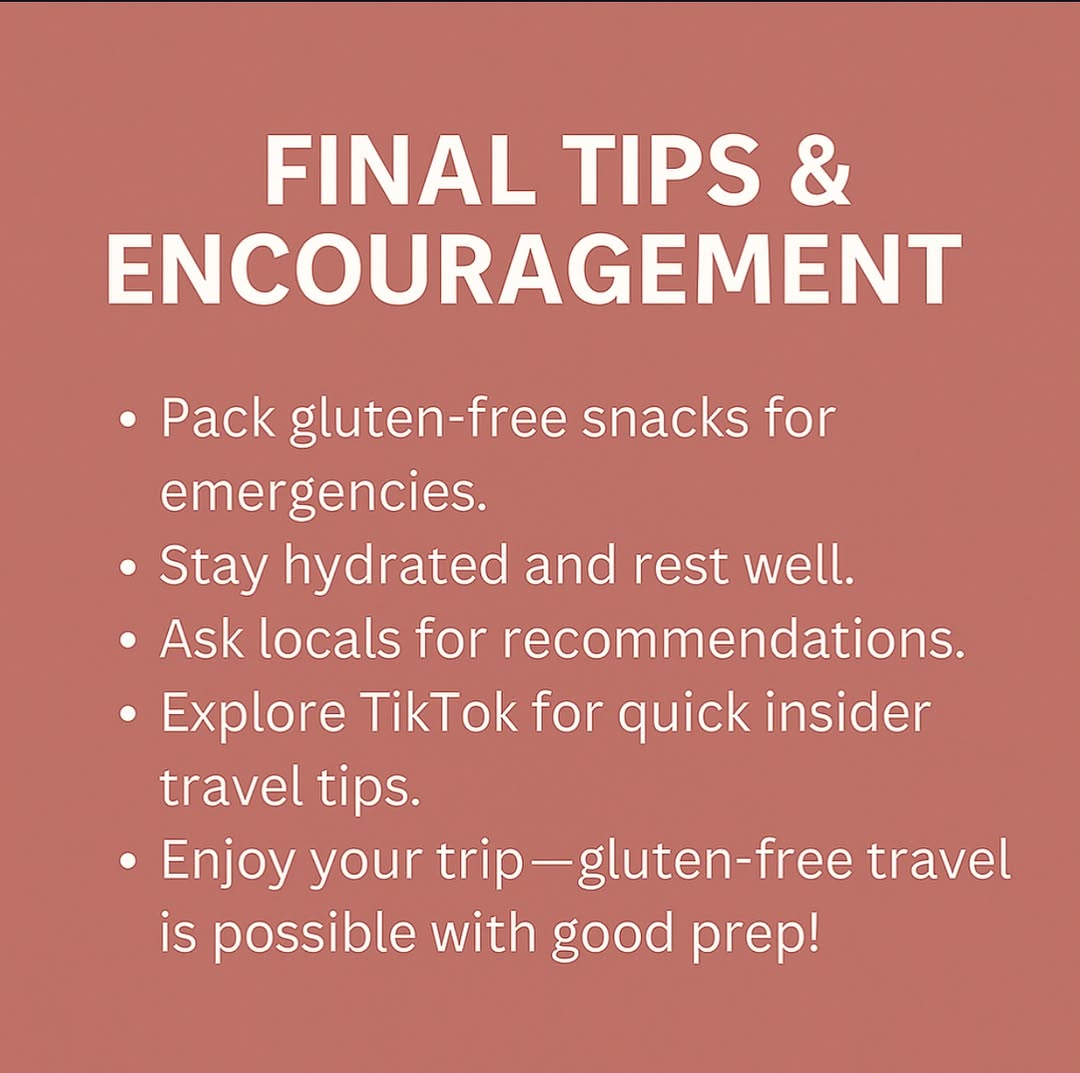 FINAL TIPS &
ENCOURAGEMENT
• Pack gluten-free snacks for
emergencies.
• Stay hydrated and rest well.
• Ask locals for recommendations.
• Explore TikTok for quick insider
travel tips.
• Enjoy your trip—gluten-free travel
is possible with good prep!